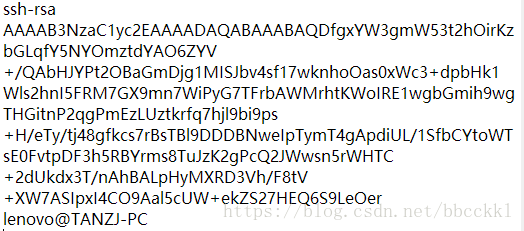 ssh-rsa
AAAAB3NzaC1yc2EAAAADAQABAAABAQDfgxYW3gmW53t2hOirKz
bGLqfY5NYOmztdYAO6ZYV
+/QAbHJYPt2OBaGmDjg1MISJbv4sf17wknhoOas0xWc3+dpbHk1
Wls2hnI5FRM7GX9mn7WiPyG7TFrbAWMrhtKWoIRE1wgbGmih9wg
THGitnP2qgPmEzLUztkrfq7hjl9bi9ps
+H/eTy/tj48gfkcs7rBsTBl9DDDBNweIpTymT4gApdiUL/1SfbCYtoWT
sE0FvtpDF3h5RBYrms8TuJzK2gPcQ2JWwsn5rWHTC
+2dUkdx3T/nAhBALpHyMXRD3Vh/F8tV
+XW7ASIpxI4CO9Aal5cUW+ekZS27HEQ6S9LeOer
lenovo@TANZJ-PC
https://blog.csdn.net/bbcckkl